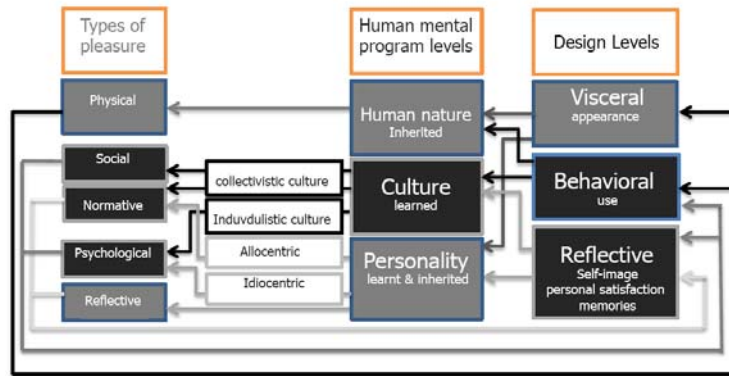 Types of
pleasure
Human mental
program levels
Design Levels
Physical
Human nature
Inherited
Visceral
appearance
Social
collectivistic culture
Culture
learned
Behavioral
use
Normative
Induvdulistic culture
Psychological
Allocentric
Personality
learnt & inherited
Reflective
Self-image
personal satisfaction
memories
Idiocentric
Reflective